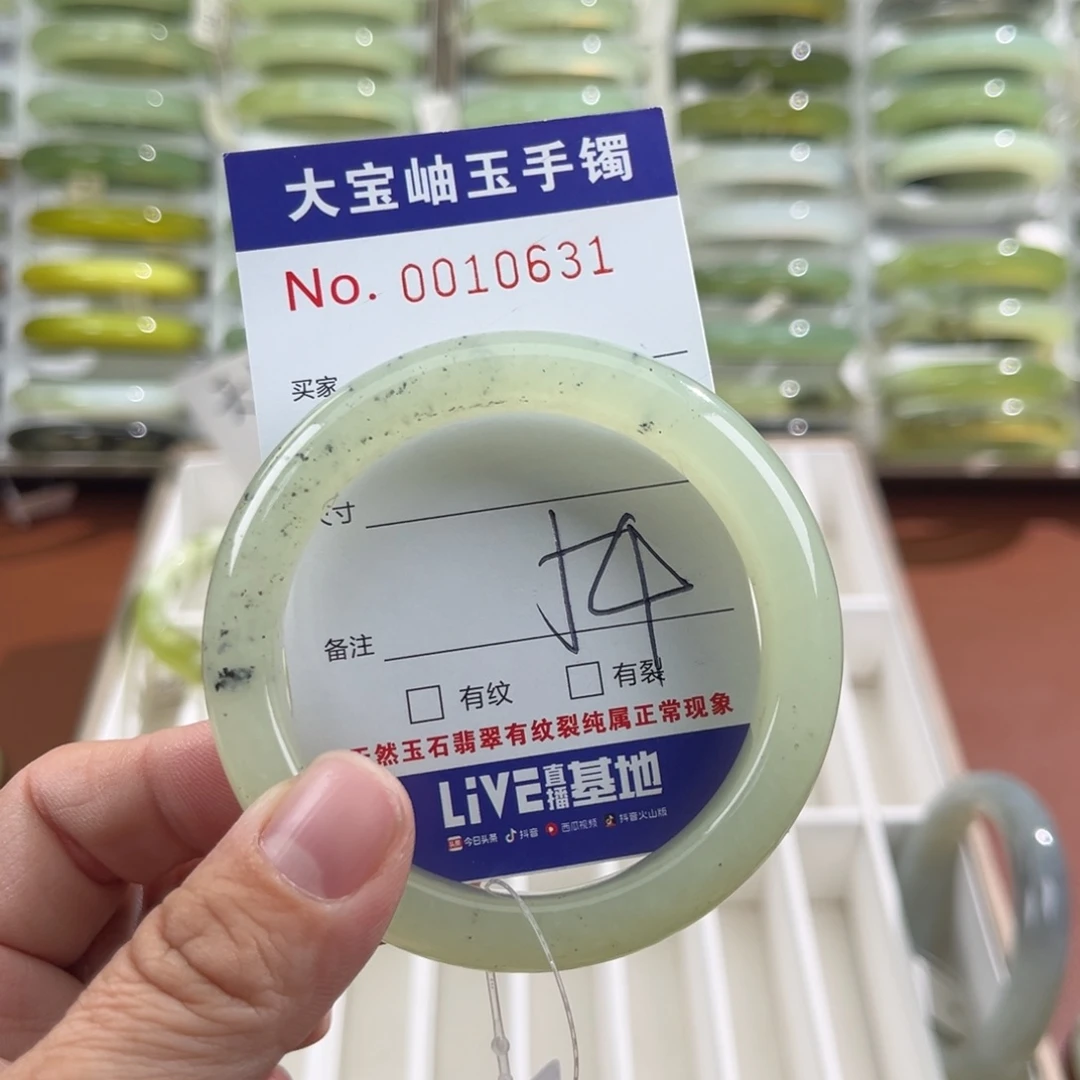 大宝岫玉手镯
No. 0010631
买家
寸
备注
有纹 有裂
天然玉石翡翠有纹裂纯属正常现象
LiVE直播基地
今日头条 抖音 西瓜视频 抖音火山版